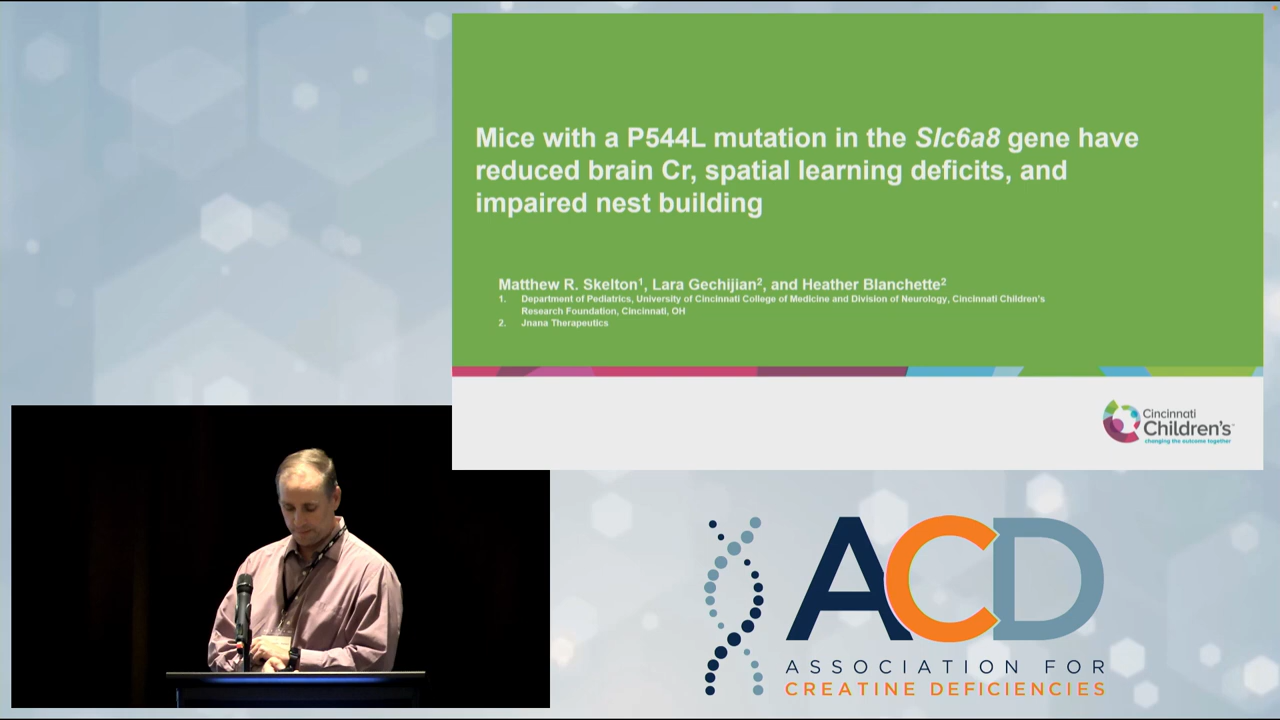 Mice with a P544L mutation in the Slc6a8 gene have
reduced brain Cr, spatial learning deficits, and
impaired nest building
Matthew R. Skelton¹, Lara Gechijian², and Heather Blanchette²
1. Department of Pediatrics, University of Cincinnati College of Medicine and Division of Neurology, Cincinnati Children's
Research Foundation, Cincinnati, OH
2. Jnana Therapeutics
Cincinnati
Children's
changing the outcome together
ACD
ASSOCIATION FOR
CREATINE DEFICIENCIES